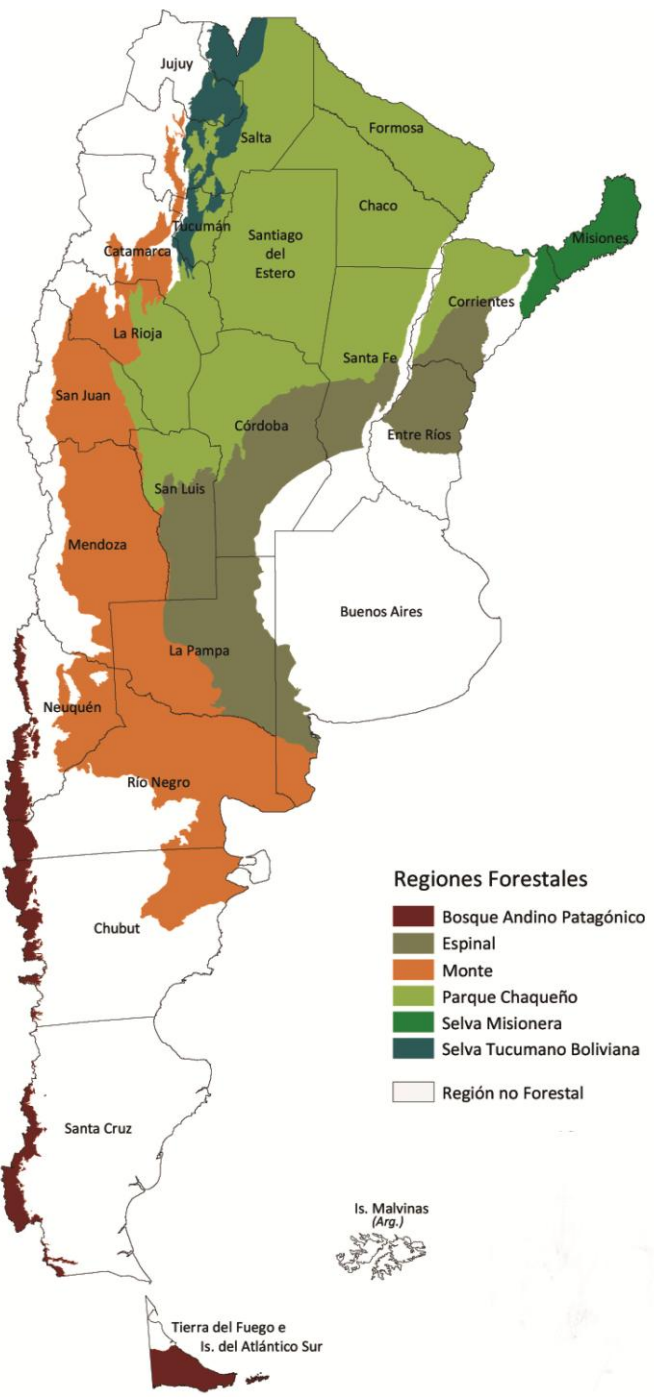 Jujuy
Formosa
Salta
Chaco
Misiones
Tucumán
Santiago
del
Estero
Catamarca
Corrientes
La Rioja
Santa Fe
San Juan
Córdoba
Entre Ríos
San Luis
Mendoza
Buenos Aires
La Pampa
Neuquén
Río Negro
Chubut
Santa Cruz
Regiones Forestales
Bosque Andino Patagónico
Espinal
Monte
Parque Chaqueño
Selva Misionera
Selva Tucumano Boliviana
Región no Forestal
Is. Malvinas
(Arg.)
Tierra del Fuego e
Is. del Atlántico Sur